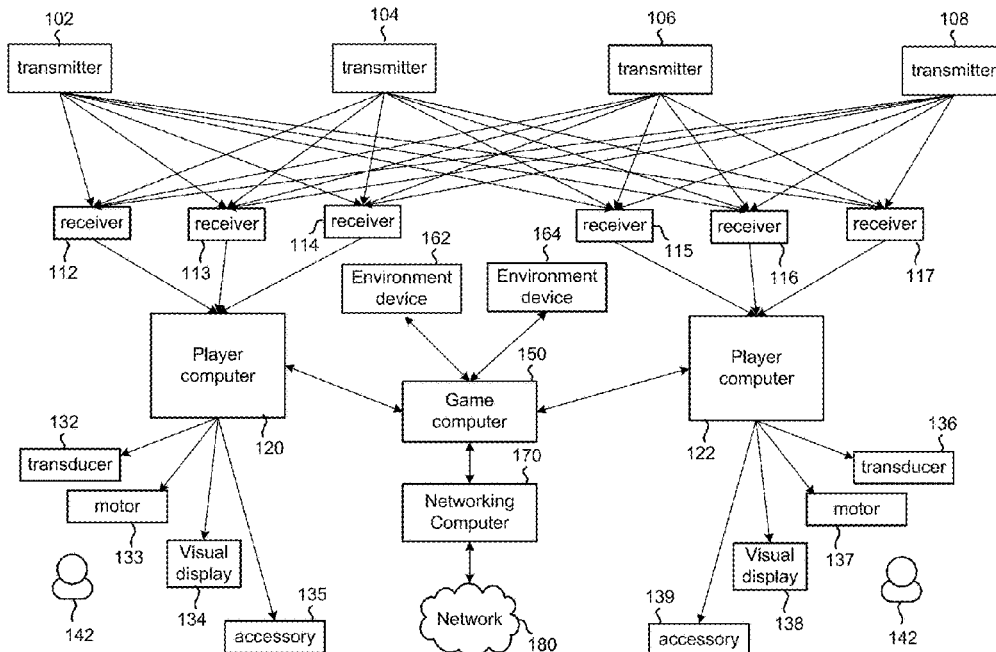 102
104
106
108
transmitter
transmitter
transmitter
transmitter
receiver
receiver
receiver
receiver
receiver
receiver
112
113
114
115
116
117
162
164
Environment
device
Environment
device
Player
computer
Player
computer
150
Game
computer
120
122
132
transducer
136
transducer
170
Networking
Computer
motor
133
motor
137
Visual
display
134
Visual
display
138
142
142
135
accessory
139
accessory
Network
180